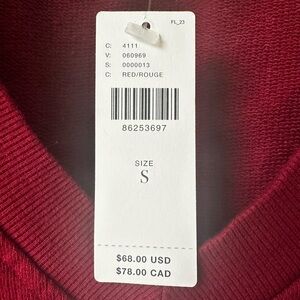 FL_23
C: 4111
V: 060969
S: 0000013
C: RED/ROUGE
86253697
SIZE
S
$68.00 USD
$78.00 CAD